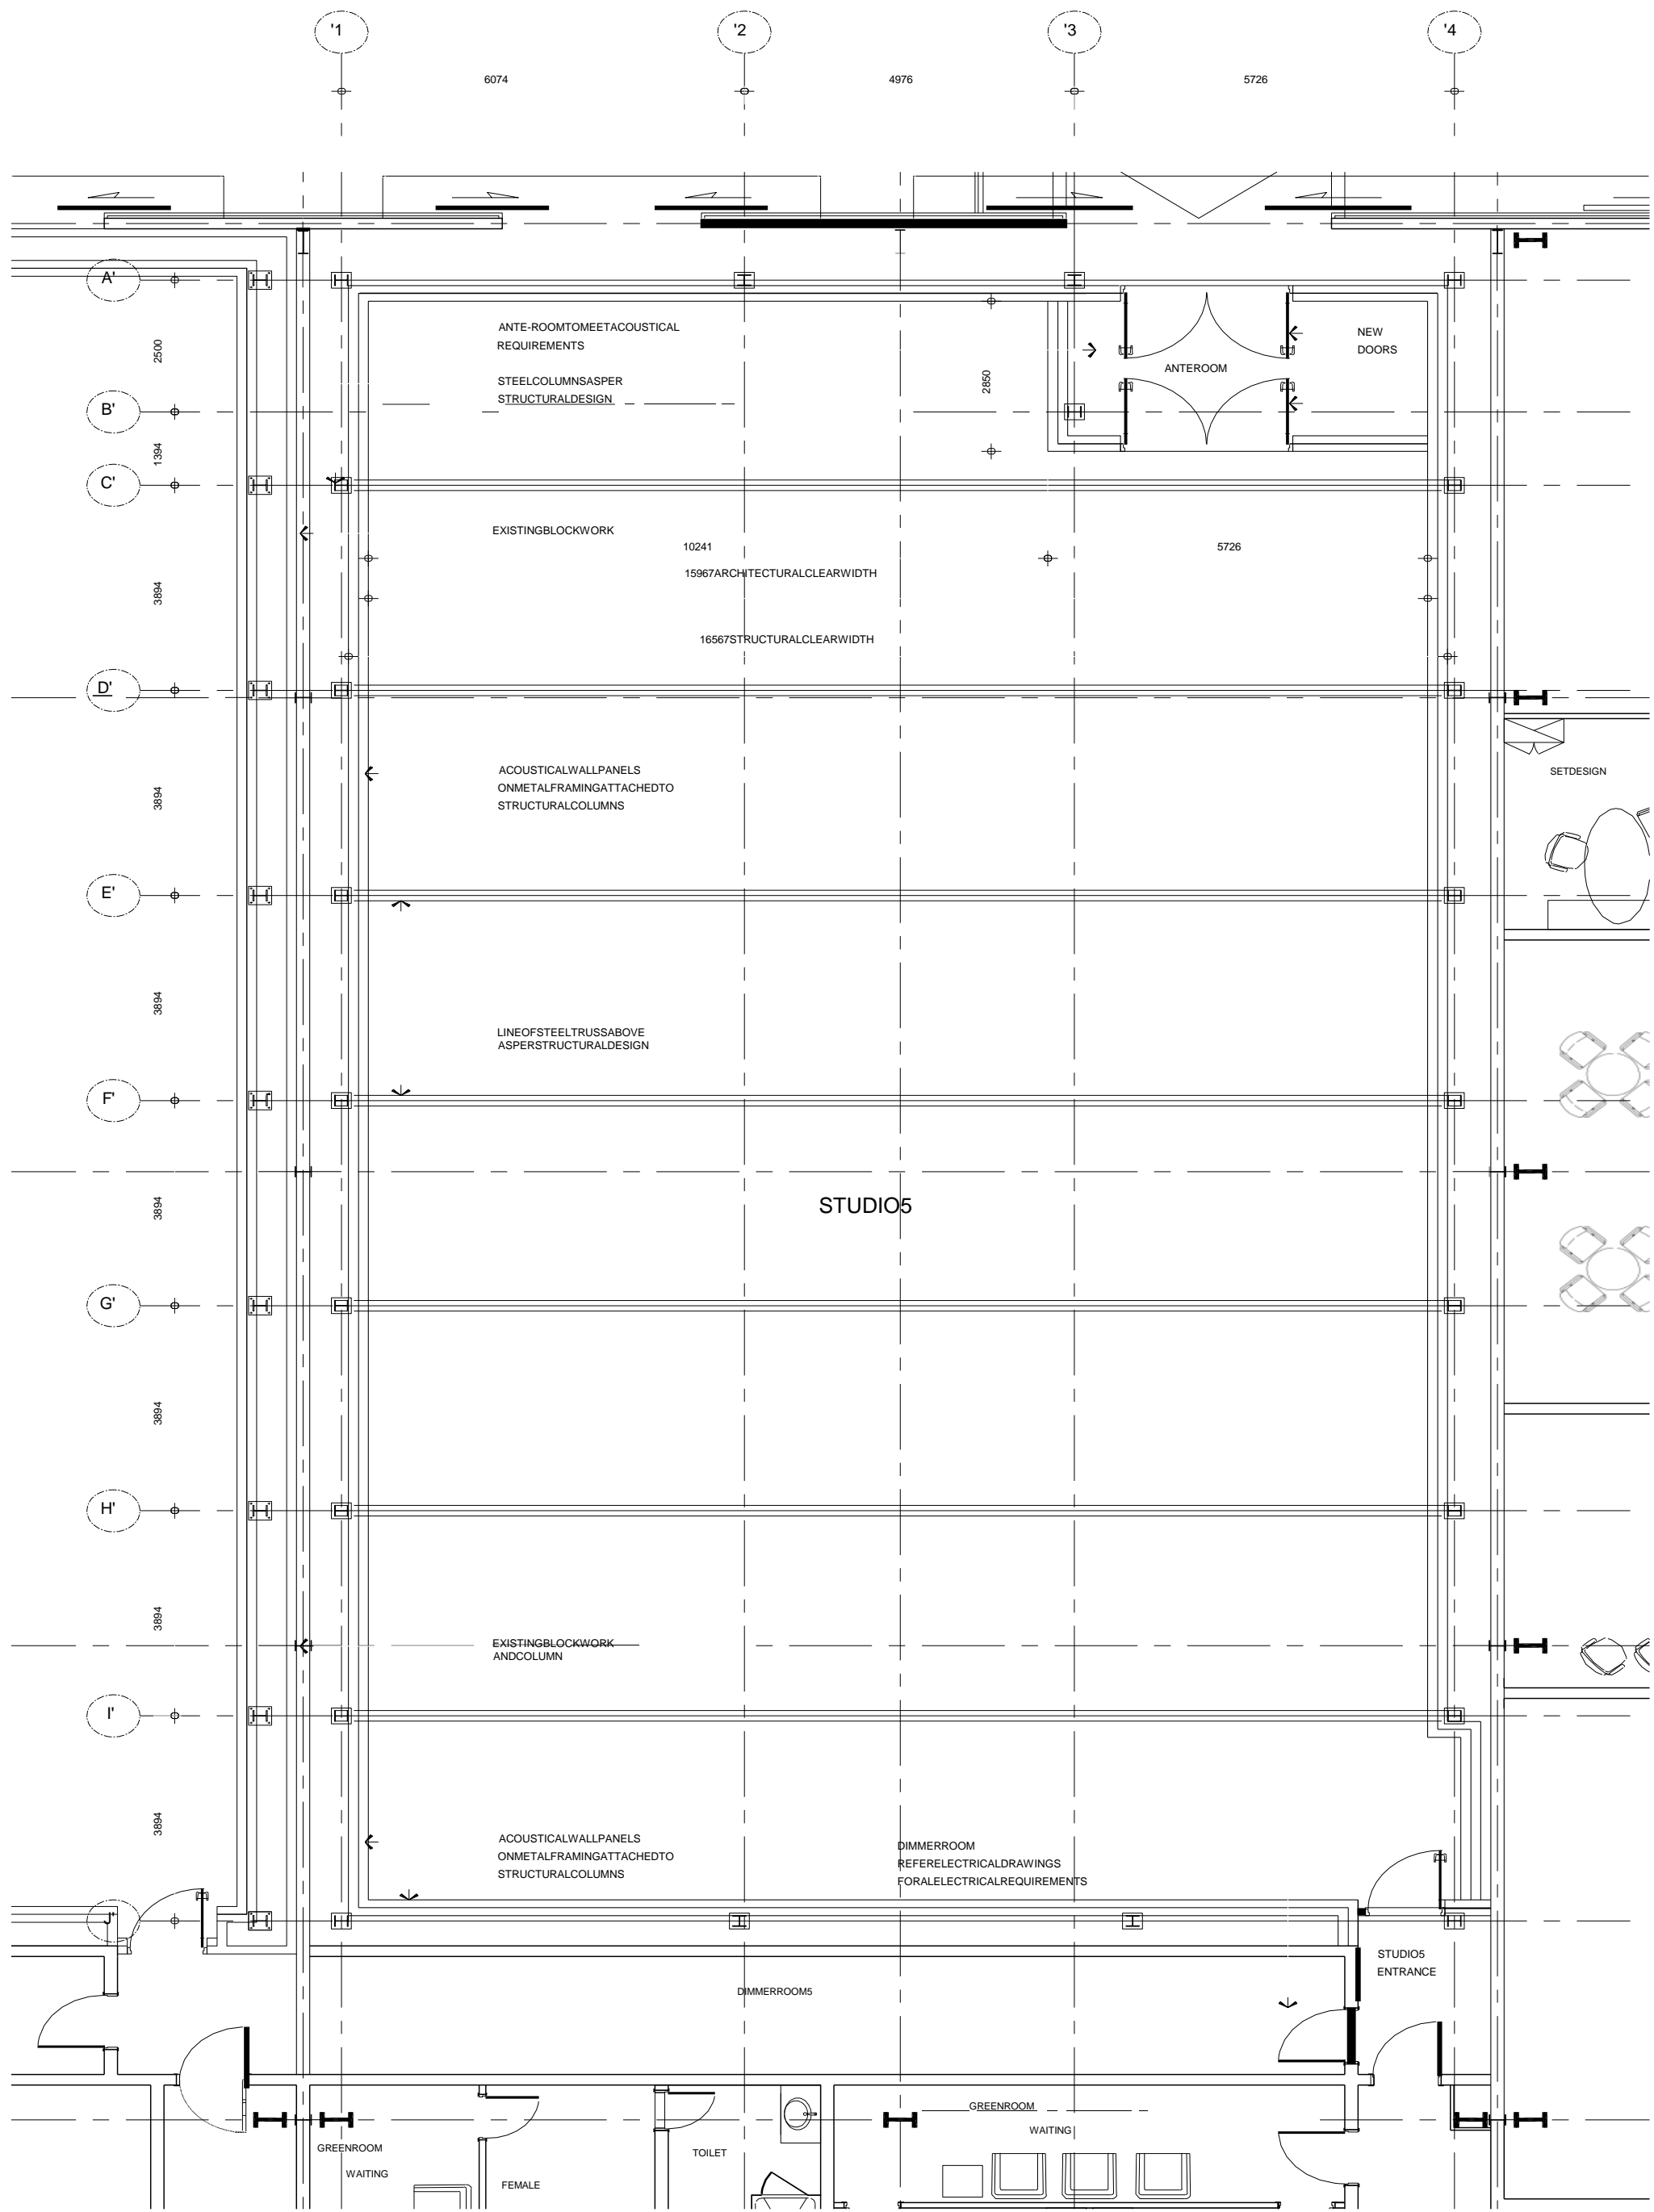 '1 '2 '3 '4
6074 4976 5726
A'
2500
ANTE-ROOMTOMEETACOUSTICAL
REQUIREMENTS
STEELCOLUMNSASPER
STRUCTURALDESIGN
2850
ANTEROOM
NEW
DOORS
B'
1394
C'
EXISTINGBLOCKWORK
10241 5726
15967ARCHITECTURALCLEARWIDTH
3894
16567STRUCTURALCLEARWIDTH
D'
ACOUSTICALWALLPANELS
ONMETALFRAMINGATTACHEDTO
STRUCTURALCOLUMNS
SETDESIGN
3894
E'
3894
LINEOFSTEELTRUSSABOVE
ASPERSTRUCTURALDESIGN
F'
3894
STUDIO5
G'
3894
H'
3894
EXISTINGBLOCKWORK
ANDCOLUMN
I'
3894
ACOUSTICALWALLPANELS
ONMETALFRAMINGATTACHEDTO
STRUCTURALCOLUMNS
DIMMERROOM
REFERELECTRICALDRAWINGS
FORALELECTRICALREQUIREMENTS
J'
STUDIO5
ENTRANCE
DIMMERROOM5
GREENROOM
WAITING
FEMALE
TOILET
GREENROOM
WAITING